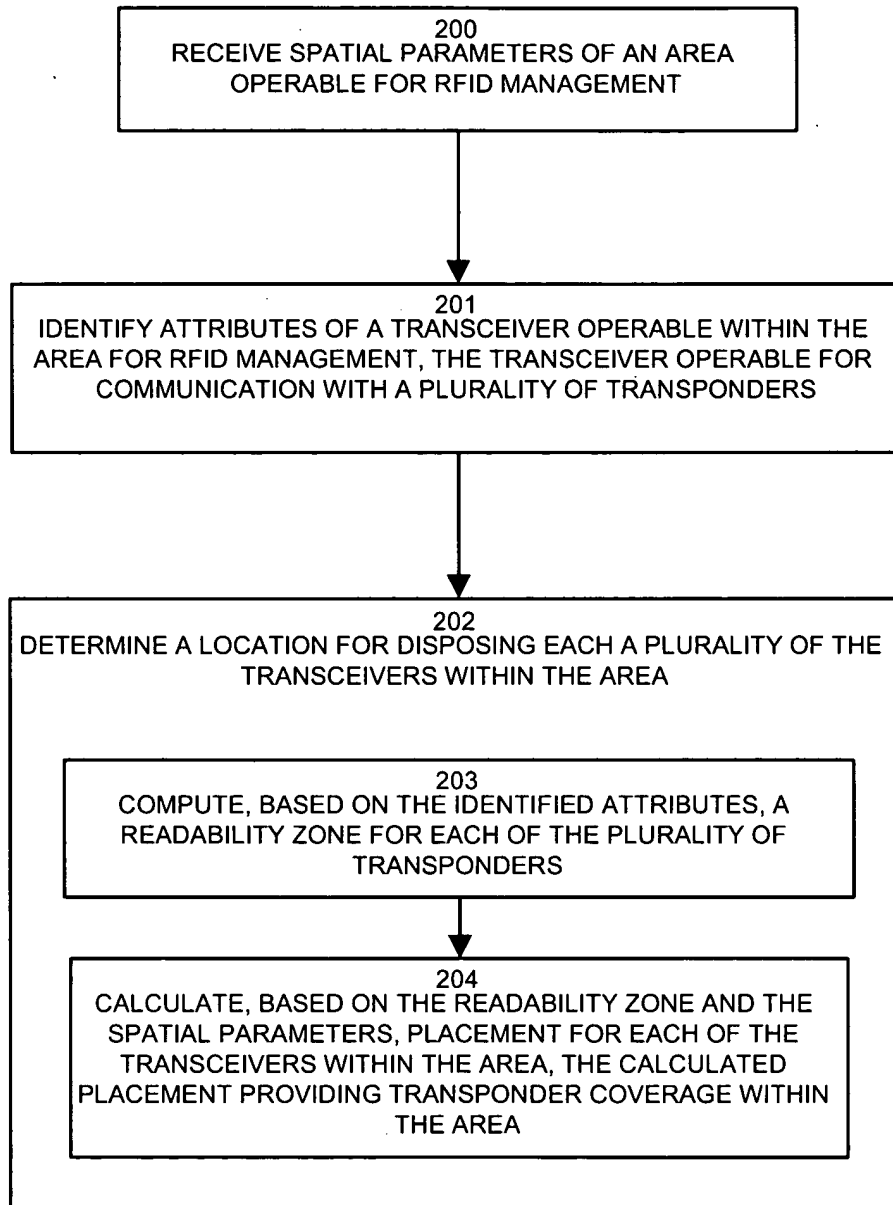 200
RECEIVE SPATIAL PARAMETERS OF AN AREA
OPERABLE FOR RFID MANAGEMENT
201
IDENTIFY ATTRIBUTES OF A TRANSCEIVER OPERABLE WITHIN THE
AREA FOR RFID MANAGEMENT, THE TRANSCEIVER OPERABLE FOR
COMMUNICATION WITH A PLURALITY OF TRANSPONDERS
202
DETERMINE A LOCATION FOR DISPOSING EACH A PLURALITY OF THE
TRANSCEIVERS WITHIN THE AREA
203
COMPUTE, BASED ON THE IDENTIFIED ATTRIBUTES, A
READABILITY ZONE FOR EACH OF THE PLURALITY OF
TRANSPONDERS
204
CALCULATE, BASED ON THE READABILITY ZONE AND THE
SPATIAL PARAMETERS, PLACEMENT FOR EACH OF THE
TRANSCEIVERS WITHIN THE AREA, THE CALCULATED
PLACEMENT PROVIDING TRANSPONDER COVERAGE WITHIN
THE AREA